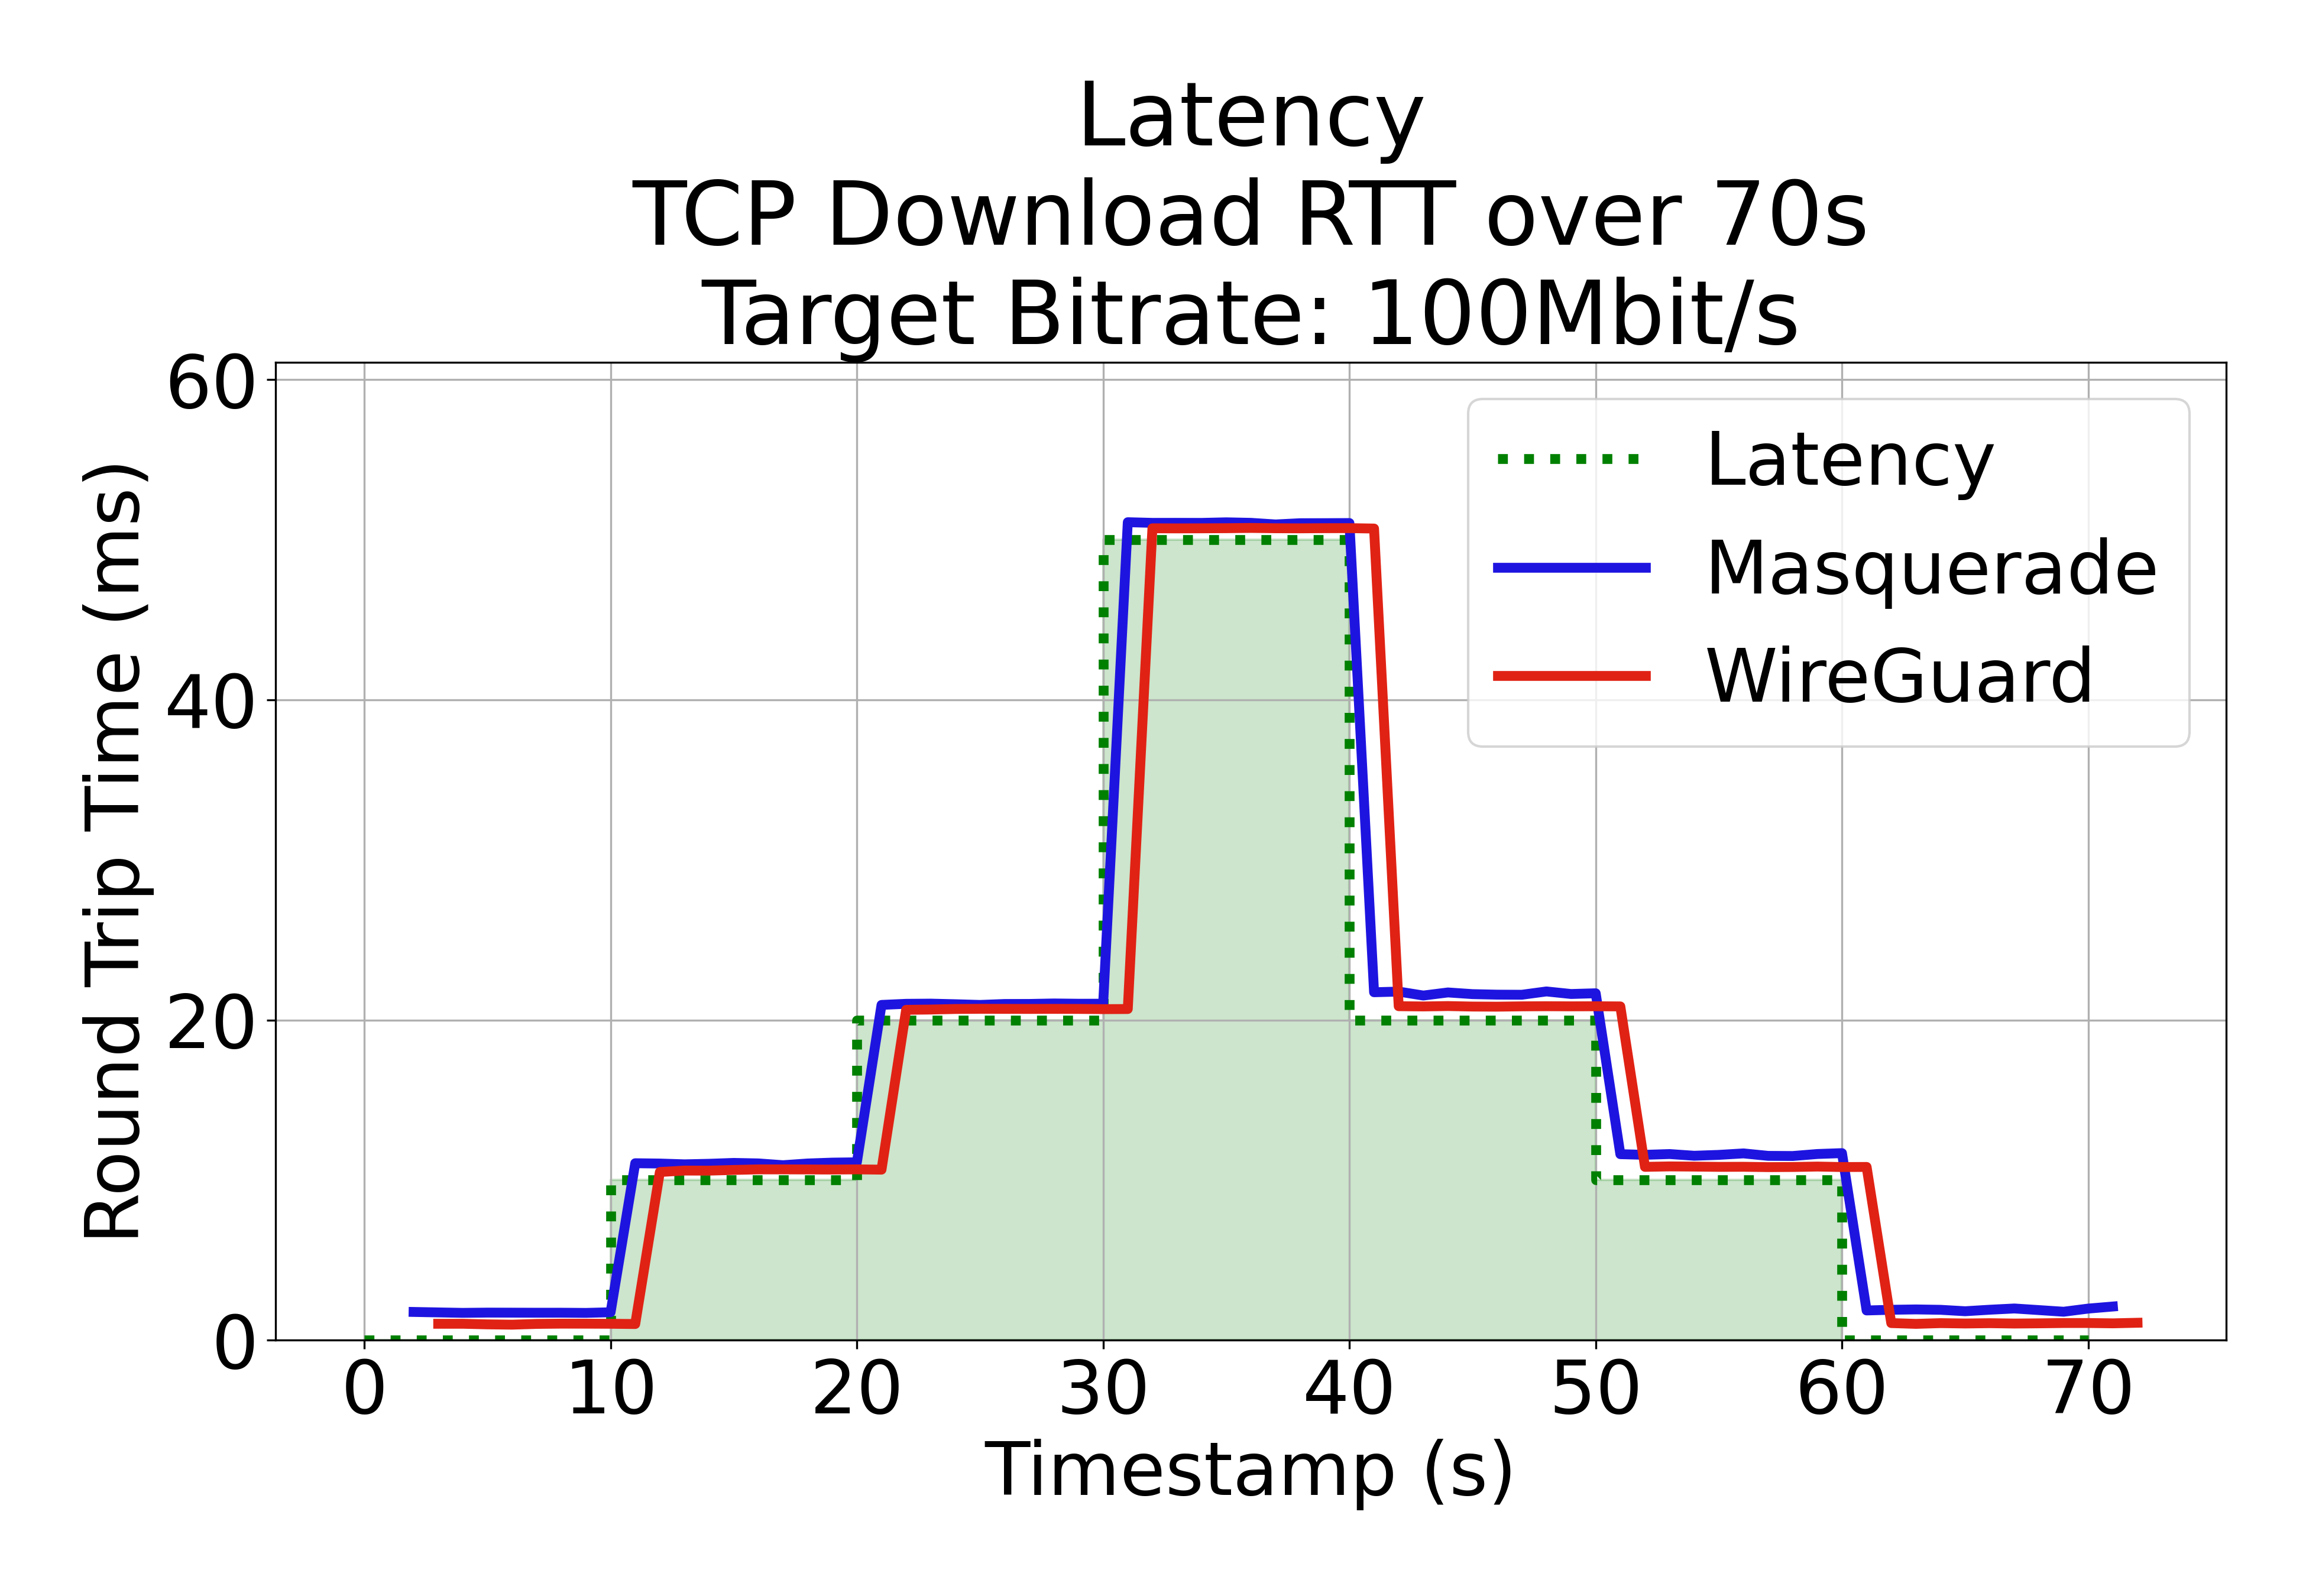 Latency
TCP Download RTT over 70s
Target Bitrate: 100Mbit/s
60
40
20
0
Round Trip Time (ms)
Latency
Masquerade
WireGuard
0 10 20 30 40 50 60 70
Timestamp (s)